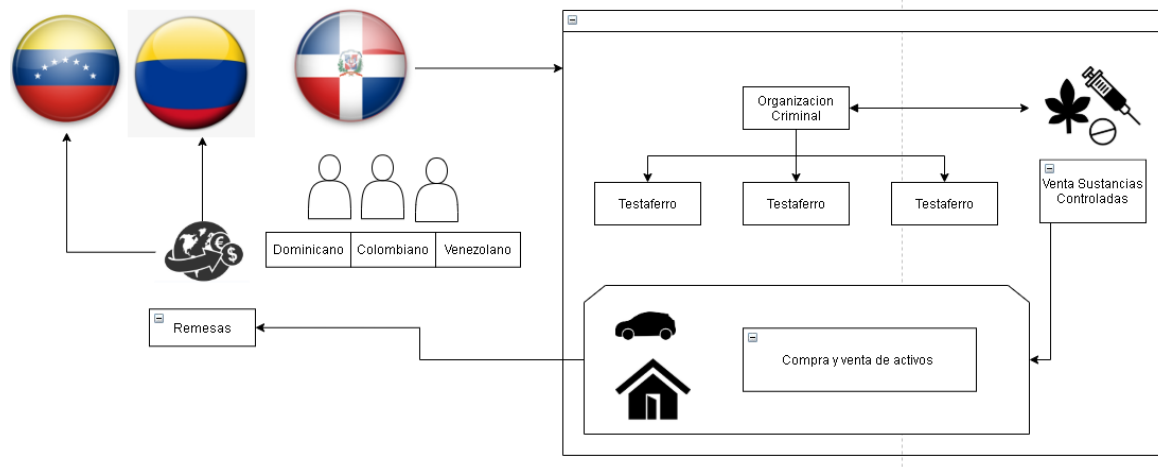 Organizacion
Criminal
Testaferro
Testaferro
Testaferro
Venta Sustancias
Controladas
Dominicano
Colombiano
Venezolano
Remesas
Compra y venta de activos